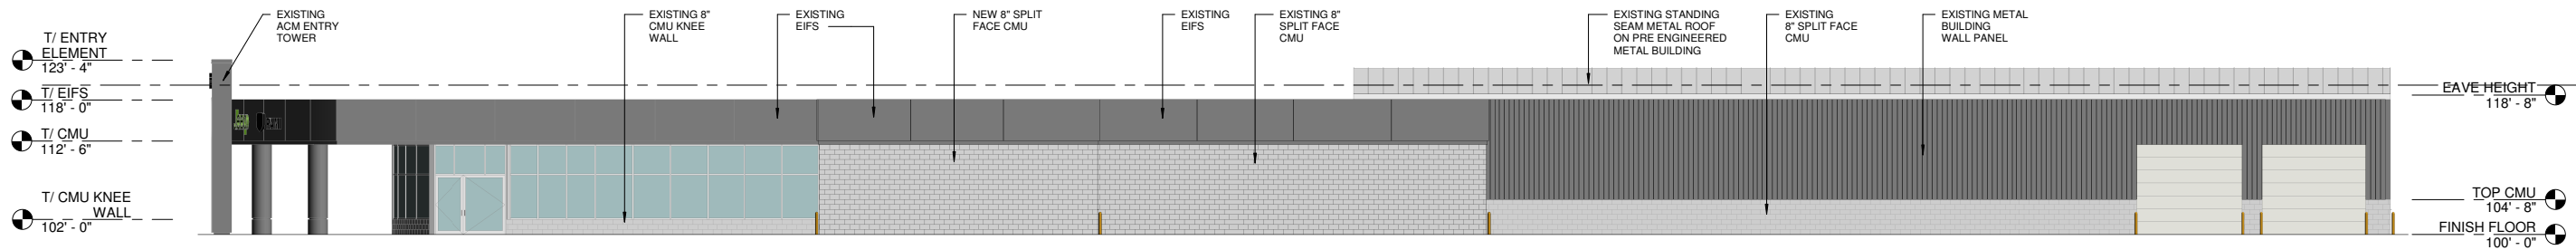 EXISTING
ACM ENTRY
TOWER
EXISTING 8"
CMU KNEE
WALL
EXISTING
EIFS
NEW 8" SPLIT
FACE CMU
EXISTING
EIFS
EXISTING 8"
SPLIT FACE
CMU
EXISTING STANDING
SEAM METAL ROOF
ON PRE ENGINEERED
METAL BUILDING
EXISTING
8" SPLIT FACE
CMU
EXISTING METAL
BUILDING
WALL PANEL
T/ ENTRY
ELEMENT
123' - 4"
T/ EIFS
118' - 0"
T/ CMU
112' - 6"
T/ CMU KNEE
WALL
102' - 0"
EAVE HEIGHT
118' - 8"
TOP CMU
104' - 8"
FINISH FLOOR
100' - 0"